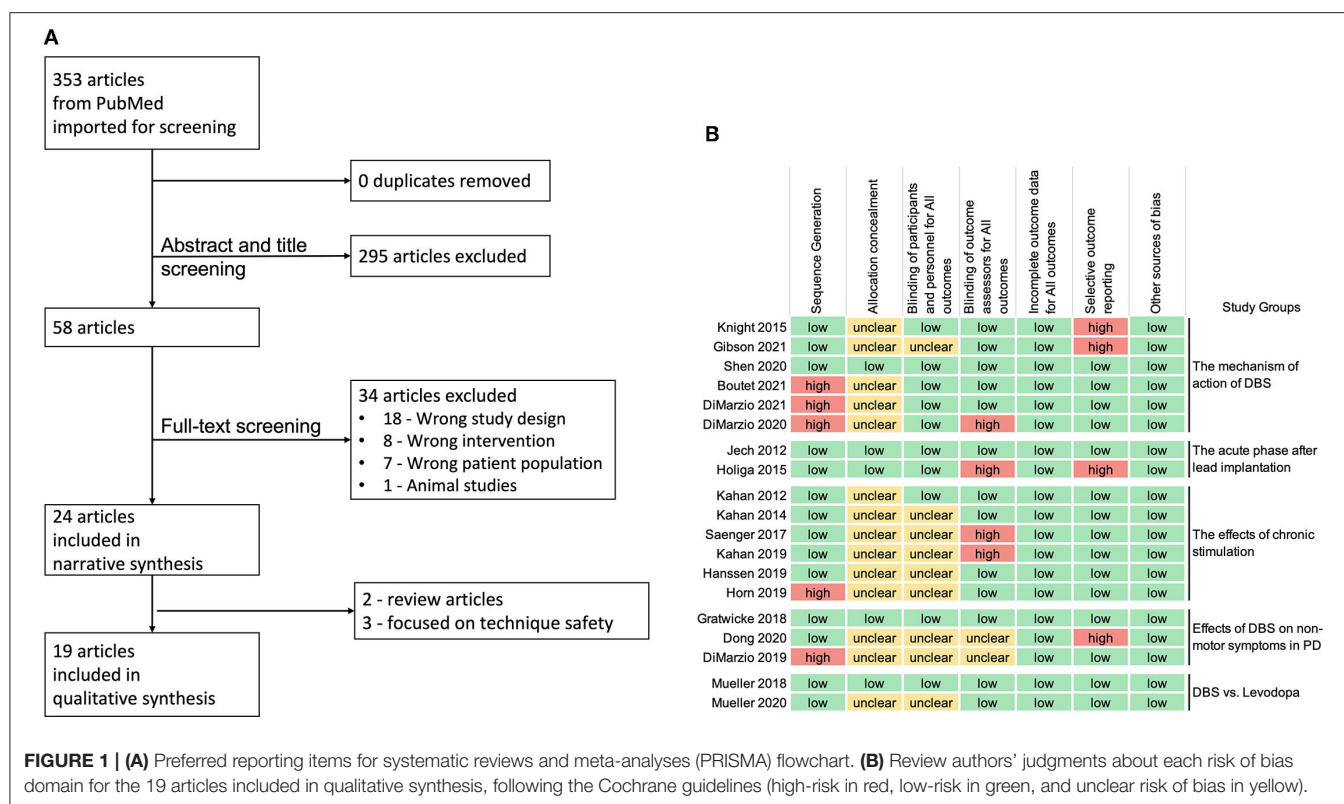 A
353 articles
from PubMed
imported for screening
0 duplicates removed
Abstract and title
screening
295 articles excluded
58 articles
34 articles excluded
• 18 - Wrong study design
• 8 - Wrong intervention
• 7 - Wrong patient population
• 1 - Animal studies
Full-text screening
24 articles
included in
narrative synthesis
2 - review articles
3 - focused on technique safety
19 articles
included in
qualitative synthesis
B
Sequence Generation
Allocation concealment
Blinding of participants
and personnel for All
outcomes
Blinding of outcome
assessors for All
outcomes
Incomplete outcome data
for All outcomes
Selective outcome
reporting
Other sources of bias
Study Groups
Knight 2015 low unclear low low low high low
Gibson 2021 low unclear unclear low low high low
Shen 2020 low low low low low low low
Boutet 2021 high unclear low low low low low
DiMarzio 2021 high unclear low low low low low
DiMarzio 2020 high unclear low high low low low
The mechanism of
action of DBS
Jech 2012 low low low low low low low
Holiga 2015 low low low high low high low
The acute phase after
lead implantation
Kahan 2012 low unclear low low low low low
Kahan 2014 low unclear unclear low low low low
Saenger 2017 low unclear unclear high low low low
Kahan 2019 low unclear unclear high low low low
Hanssen 2019 low unclear unclear low low low low
Horn 2019 high unclear unclear low low low low
The effects of chronic
stimulation
Gratwicke 2018 low low low low low low low
Dong 2020 low unclear unclear unclear low high low
DiMarzio 2019 high unclear unclear unclear low low low
Effects of DBS on non-
motor symptoms in PD
Mueller 2018 low low low low low low low
Mueller 2020 low unclear unclear low low low low
DBS vs. Levodopa
FIGURE 1 | (A) Preferred reporting items for systematic reviews and meta-analyses (PRISMA) flowchart. (B) Review authors' judgments about each risk of bias
domain for the 19 articles included in qualitative synthesis, following the Cochrane guidelines (high-risk in red, low-risk in green, and unclear risk of bias in yellow).